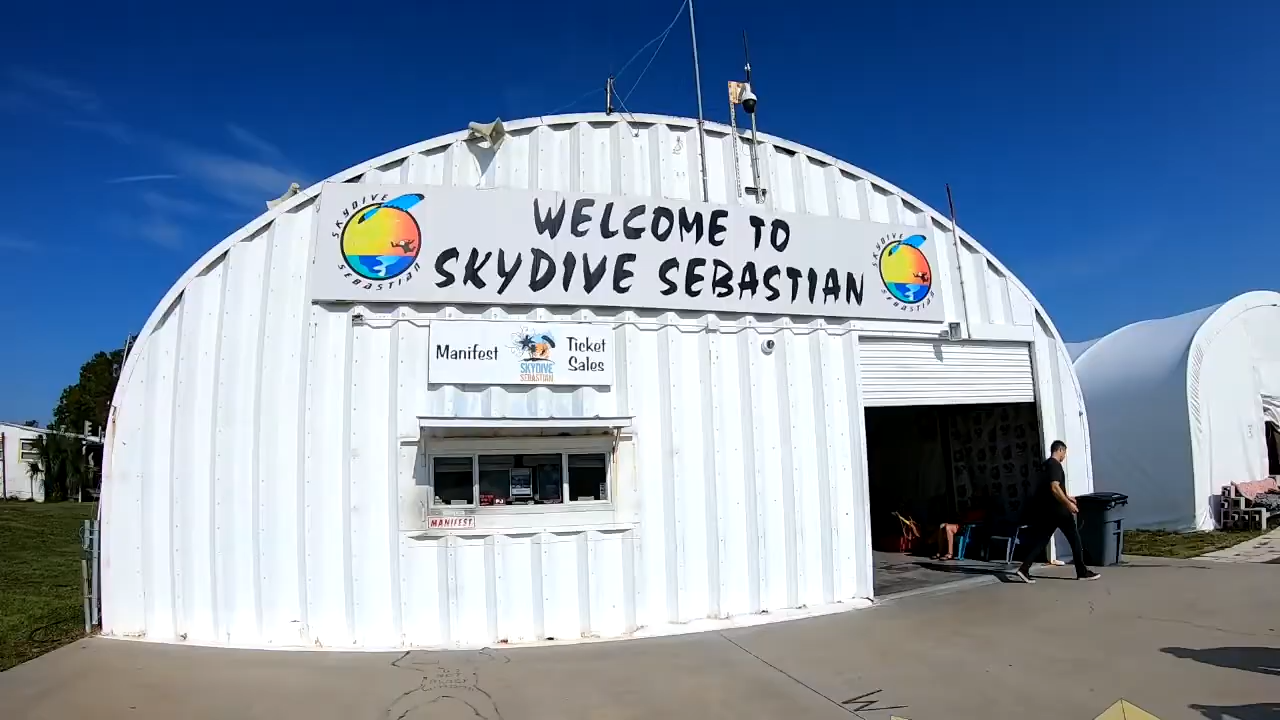 SKYDIVE
SEBASTIAN
WELCOME TO
SKYDIVE SEBASTIAN
SKYDIVE
SEBASTIAN
Manifest
SKYDIVE
SEBASTIAN
Ticket
Sales
MANIFEST